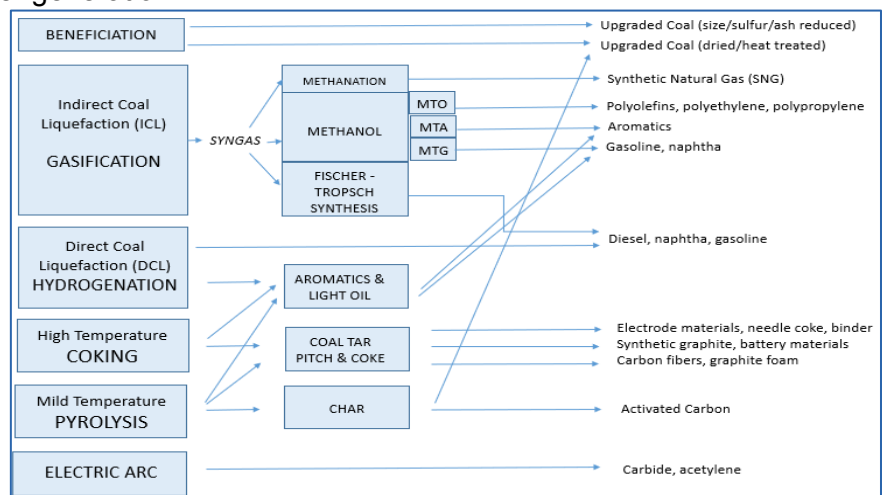 BENEFICIATION
Upgraded Coal (size/sulfur/ash reduced)
Upgraded Coal (dried/heat treated)
Indirect Coal
Liquefaction (ICL)
GASIFICATION
SYNGAS
METHANATION
METHANOL
MTO
MTA
MTG
FISCHER -
TROPSCH
SYNTHESIS
Synthetic Natural Gas (SNG)
Polyolefins, polyethylene, polypropylene
Aromatics
Gasoline, naphtha
Direct Coal
Liquefaction (DCL)
HYDROGENATION
Diesel, naphtha, gasoline
AROMATICS &
LIGHT OIL
High Temperature
COKING
COAL TAR
PITCH & COKE
Electrode materials, needle coke, binder
Synthetic graphite, battery materials
Carbon fibers, graphite foam
Mild Temperature
PYROLYSIS
CHAR
Activated Carbon
ELECTRIC ARC
Carbide, acetylene